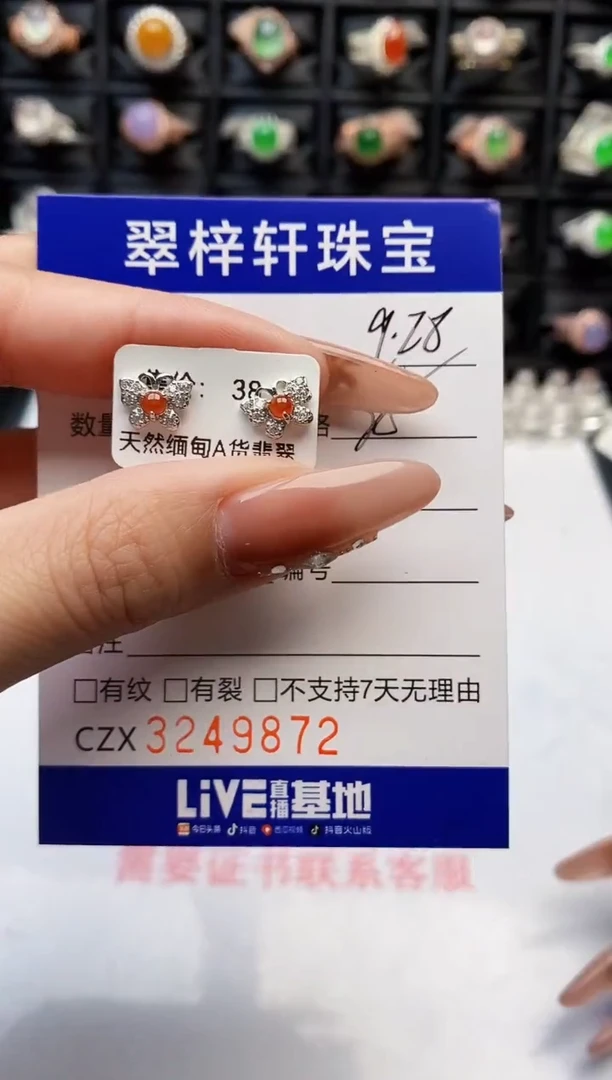 翠梓轩珠宝
9.28
价: 38
数量
格
天然缅甸A货翡翠
编号
备注
□有纹 □有裂 □不支持7天无理由
CZX 3249872
LiVE直播基地
今日头条 抖音 西瓜视频 抖音火山版
需要证书联系客服